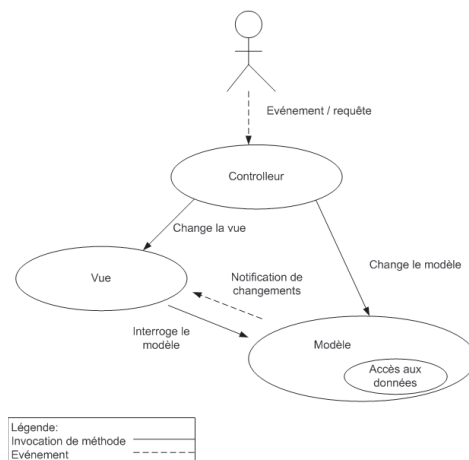 Evénement / requête
Controlleur
Change la vue
Vue
Notification de
changements
Change le modèle
Interroge le
modèle
Modèle
Accès aux
données
Légende:
Invocation de méthode
Evénement